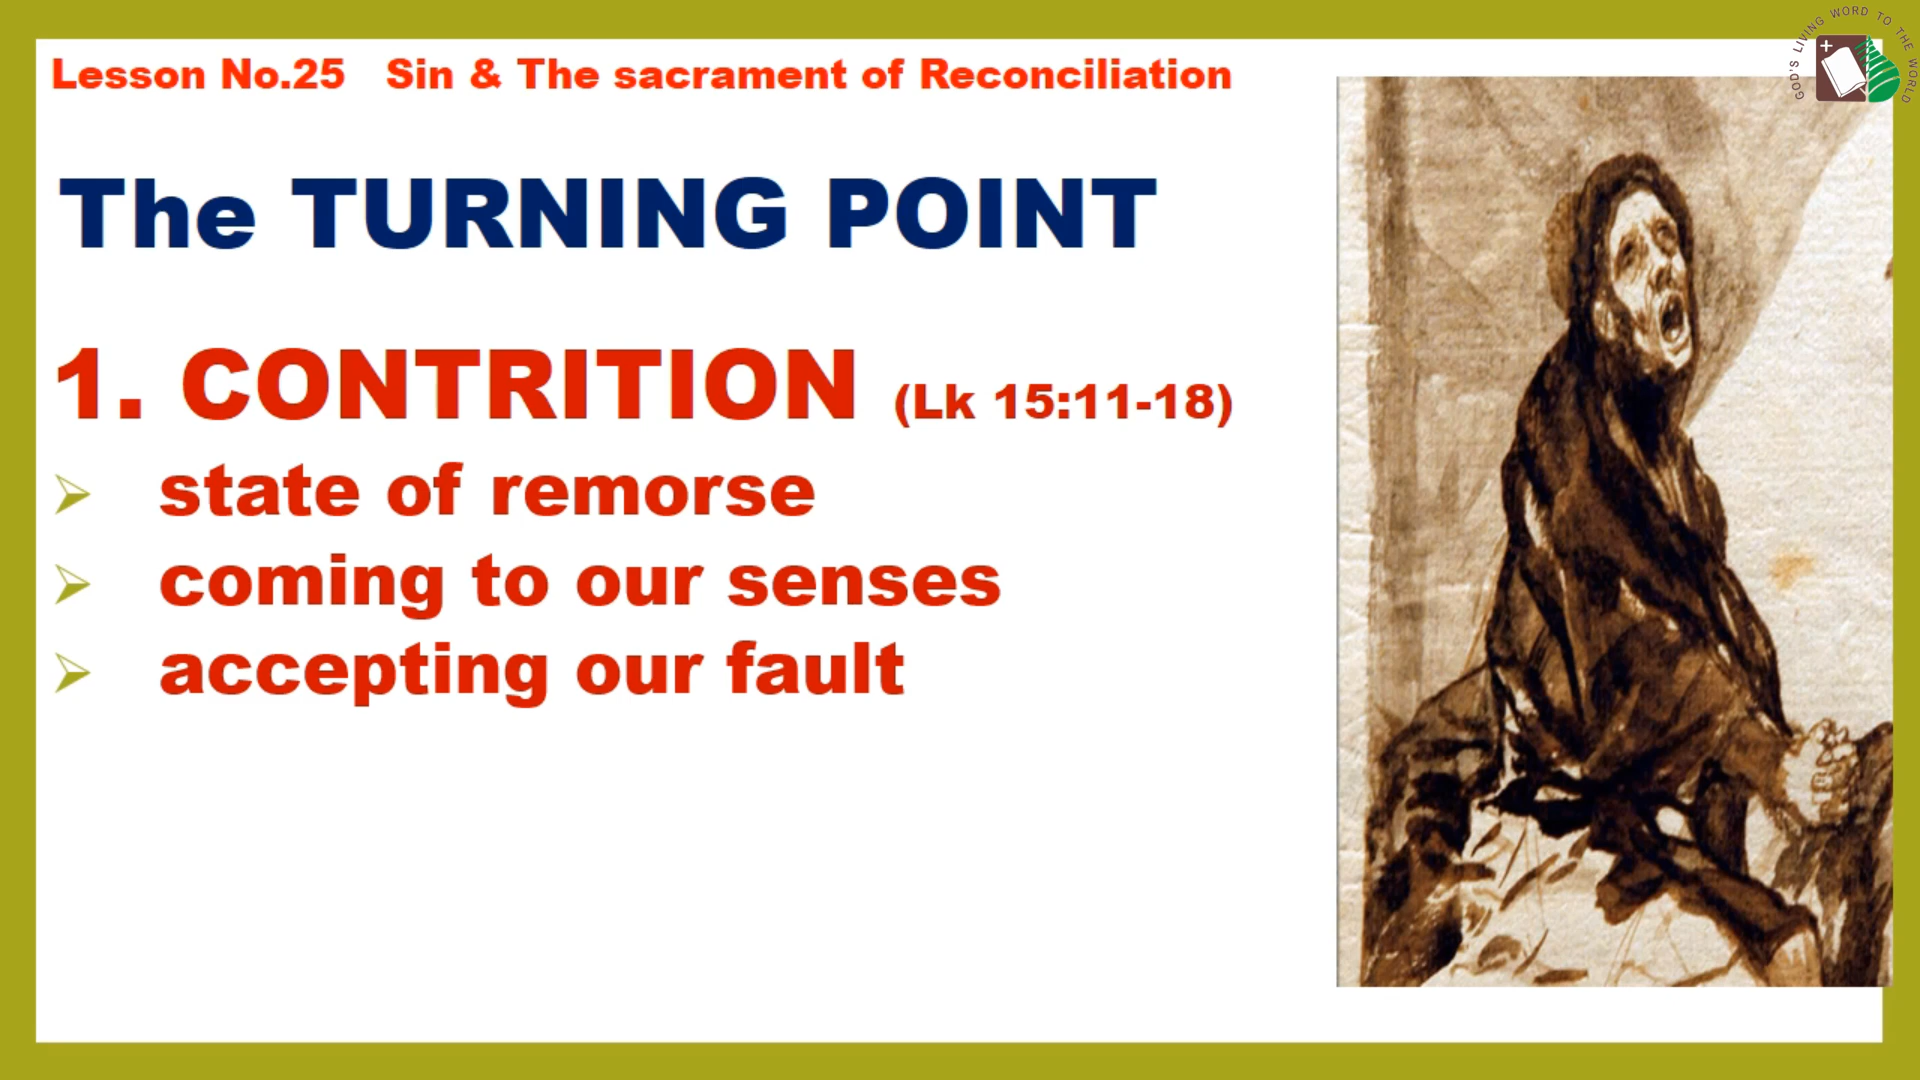 Lesson No.25 Sin & The sacrament of Reconciliation
GOD'S LIVING WORD TO THE WORLD
The TURNING POINT
1. CONTRITION (Lk 15:11-18)
➢ state of remorse
➢ coming to our senses
➢ accepting our fault